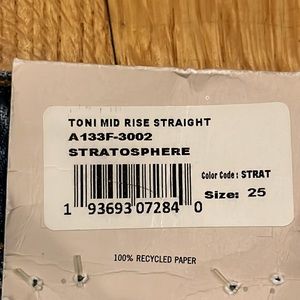 TONI MID RISE STRAIGHT
A133F-3002
STRATOSPHERE
Color Code : STRAT
Size: 25
1 93693 07284 0
100% RECYCLED PAPER